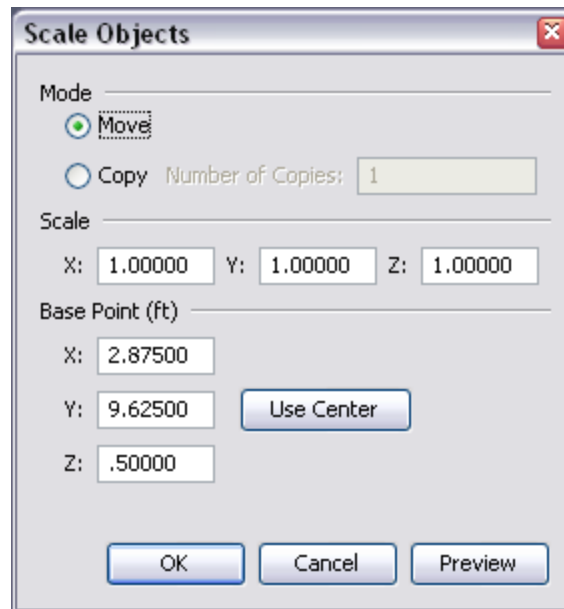 Scale Objects
Mode
Move
Copy Number of Copies: 1
Scale
X: 1.00000 Y: 1.00000 Z: 1.00000
Base Point (ft)
X: 2.87500
Y: 9.62500 Use Center
Z: .50000
OK Cancel Preview